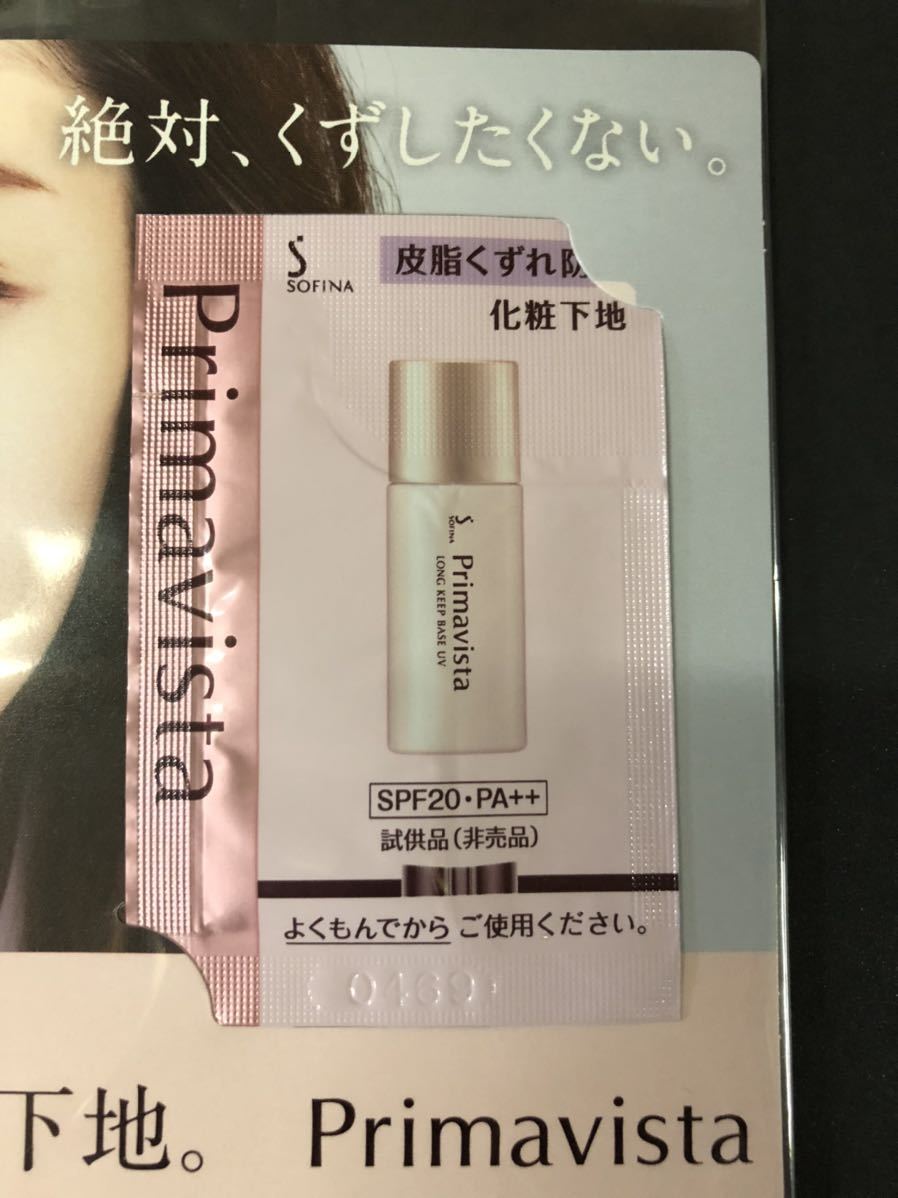 絶対、くずしたくない。
SOFINA
皮脂くずれ防
化粧下地
Primavista
SOFINA
Primavista
LONG KEEP BASE UV
SPF20・PA++
試供品(非売品)
よくもんでから ご使用ください。
0469
下地。 Primavista